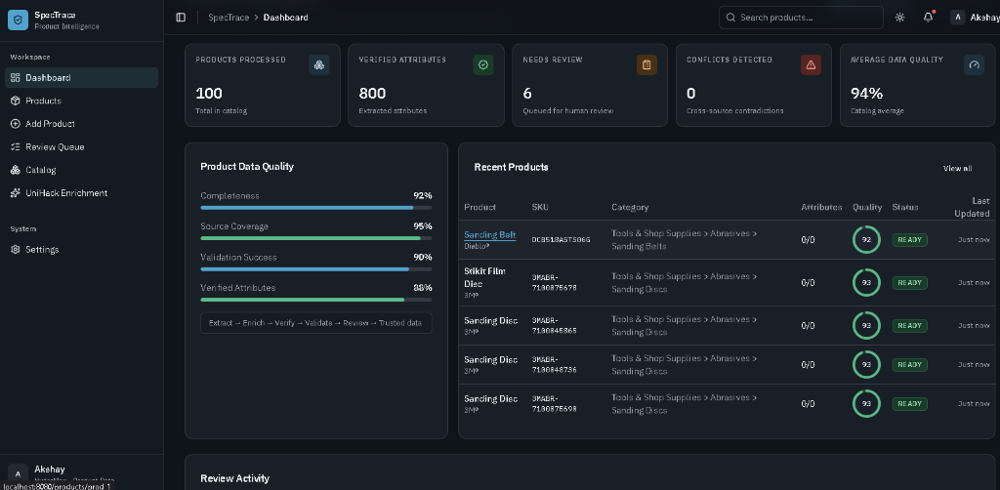 SpecTrace
Product Intelligence
Workspace
Dashboard
Products
Add Product
Review Queue
Catalog
UniHack Enrichment
System
Settings
A
Akshay
localhost:8080/products/prod_1
SpecTrace > Dashboard
Search products...
A
Akshay
PRODUCTS PROCESSED
100
Total in catalog
VERIFIED ATTRIBUTES
800
Extracted attributes
NEEDS REVIEW
6
Queued for human review
CONFLICTS DETECTED
0
Cross-source contradictions
AVERAGE DATA QUALITY
94%
Catalog average
Product Data Quality
Completeness 92%
Source Coverage 95%
Validation Success 90%
Verified Attributes 88%
Extract → Enrich → Verify → Validate → Review → Trusted data
Recent Products
View all
Product SKU Category Attributes Quality Status Last Updated
Sanding Belt
Diablo®
DCB518ASTS06G
Tools & Shop Supplies > Abrasives >
Sanding Belts
0/0
92
READY
Just now
Stikit Film
Disc
3M®
3MABR-
7100075678
Tools & Shop Supplies > Abrasives >
Sanding Discs
0/0
93
READY
Just now
Sanding Disc
3M®
3MABR-
7100045865
Tools & Shop Supplies > Abrasives >
Sanding Discs
0/0
93
READY
Just now
Sanding Disc
3M®
3MABR-
7100048736
Tools & Shop Supplies > Abrasives >
Sanding Discs
0/0
93
READY
Just now
Sanding Disc
3M®
3MABR-
7100075690
Tools & Shop Supplies > Abrasives >
Sanding Discs
0/0
93
READY
Just now
Review Activity